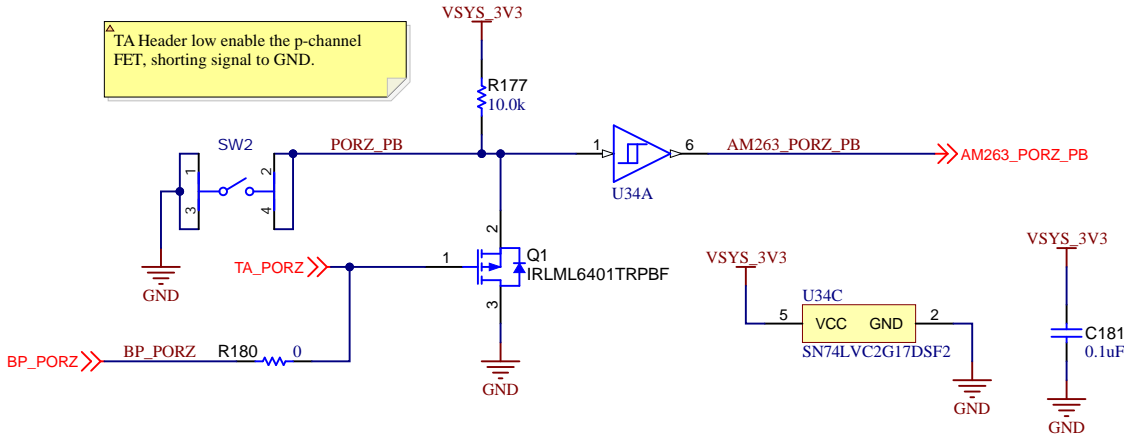 VSYS_3V3
TA Header low enable the p-channel
FET, shorting signal to GND.
R177
10.0k
SW2
PORZ_PB
1
6
AM263_PORZ_PB
AM263_PORZ_PB
U34A
1
2
3
4
GND
2
Q1
IRLML6401TRPBF
TA_PORZ
1
3
GND
BP_PORZ
BP_PORZ
R180
0
VSYS_3V3
U34C
5
VCC
GND
2
SN74LVC2G17DSF2
GND
VSYS_3V3
C181
0.1uF
GND